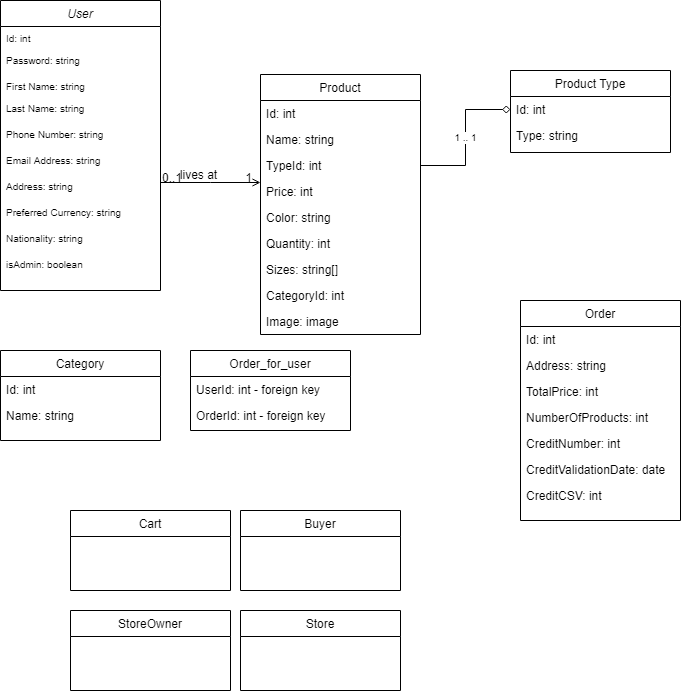 User
Id: int
Password: string
First Name: string
Last Name: string
Phone Number: string
Email Address: string
Address: string
Preferred Currency: string
Nationality: string
isAdmin: boolean
0..1
lives at
1
Product
Id: int
Name: string
TypeId: int
Price: int
Color: string
Quantity: int
Sizes: string[]
CategoryId: int
Image: image
1 .. 1
Product Type
Id: int
Type: string
Category
Id: int
Name: string
Order_for_user
UserId: int - foreign key
OrderId: int - foreign key
Order
Id: int
Address: string
TotalPrice: int
NumberOfProducts: int
CreditNumber: int
CreditValidationDate: date
CreditCSV: int
Cart
Buyer
StoreOwner
Store